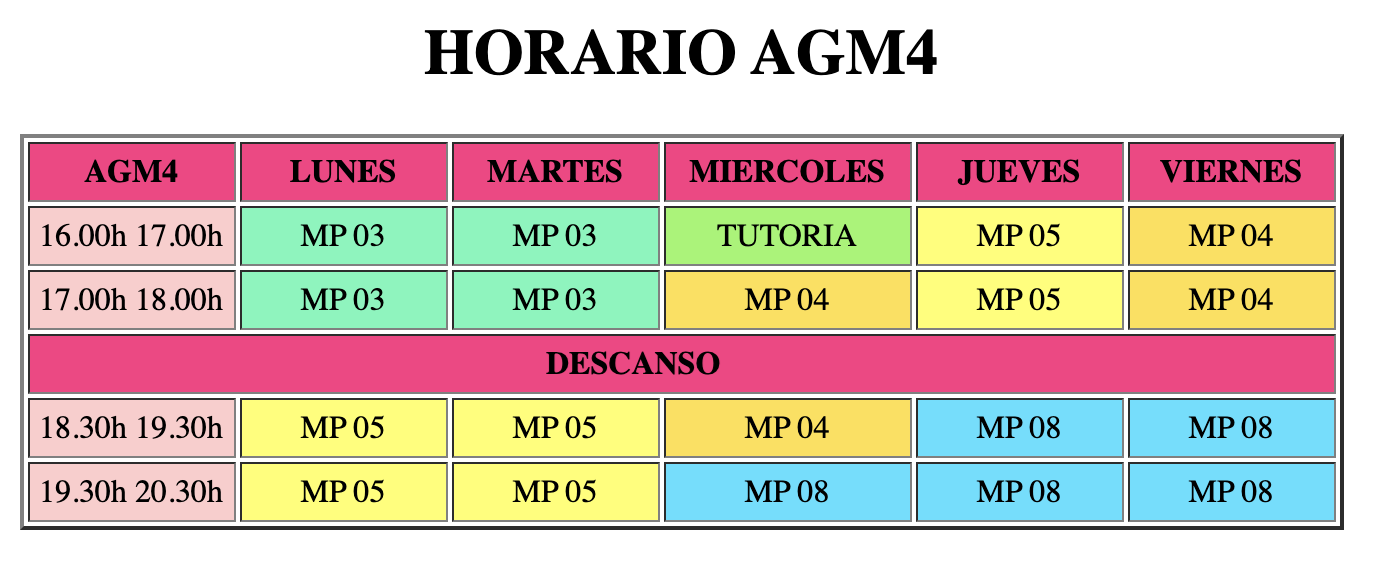 HORARIO AGM4
AGM4 LUNES MARTES MIERCOLES JUEVES VIERNES
16.00h 17.00h MP 03 MP 03 TUTORIA MP 05 MP 04
17.00h 18.00h MP 03 MP 03 MP 04 MP 05 MP 04
DESCANSO
18.30h 19.30h MP 05 MP 05 MP 04 MP 08 MP 08
19.30h 20.30h MP 05 MP 05 MP 08 MP 08 MP 08